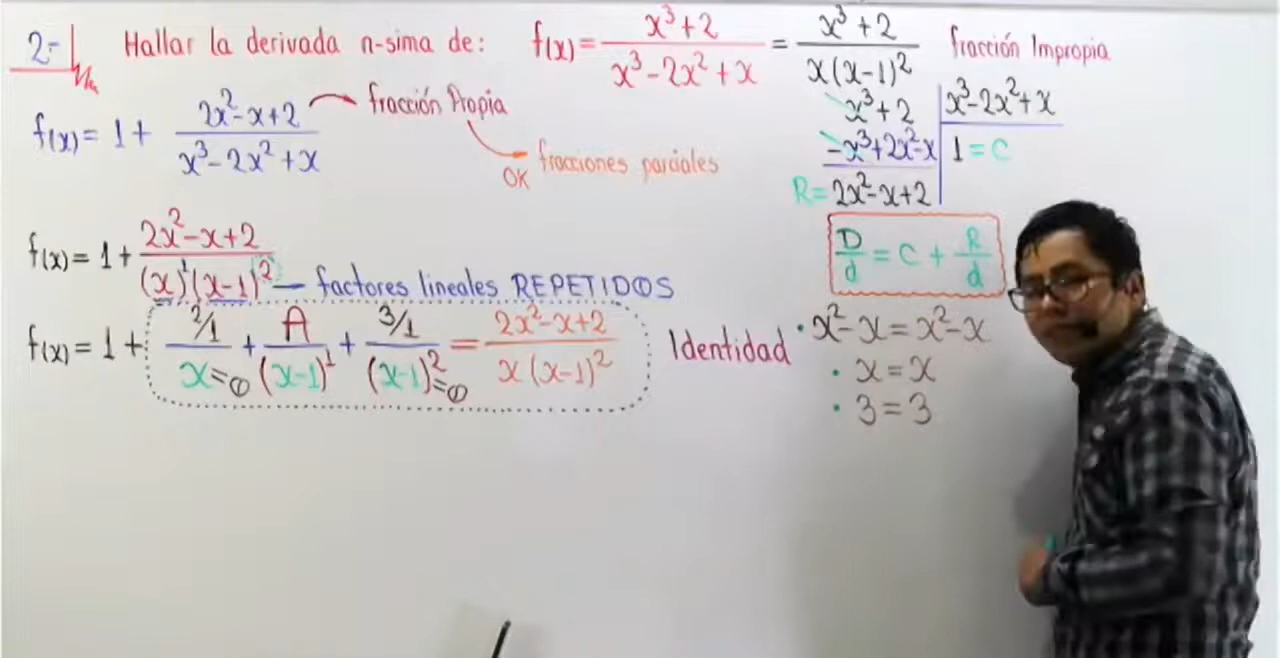 2.- Hallar la derivada n-sima de: f(x) = (x³+2)/(x³-2x²+x) = (x³+2)/(x(x-1)²) fracción Impropia
f(x) = 1 + (2x²-x+2)/(x³-2x²+x) fracción Propia
OK fracciones parciales
x³+2 | x³-2x²+x
-x³+2x²-x | 1 = C
R = 2x²-x+2
D/d = C + R/d
f(x) = 1 + (2x²-x+2)/((x)¹(x-1)²) — factores lineales REPETIDOS
f(x) = 1 + (2/1)/(x=0) + A/(x-1)¹ + (3/1)/((x-1)²=0) = (2x²-x+2)/(x(x-1)²) Identidad
• x²-x = x²-x
• x = x
• 3 = 3